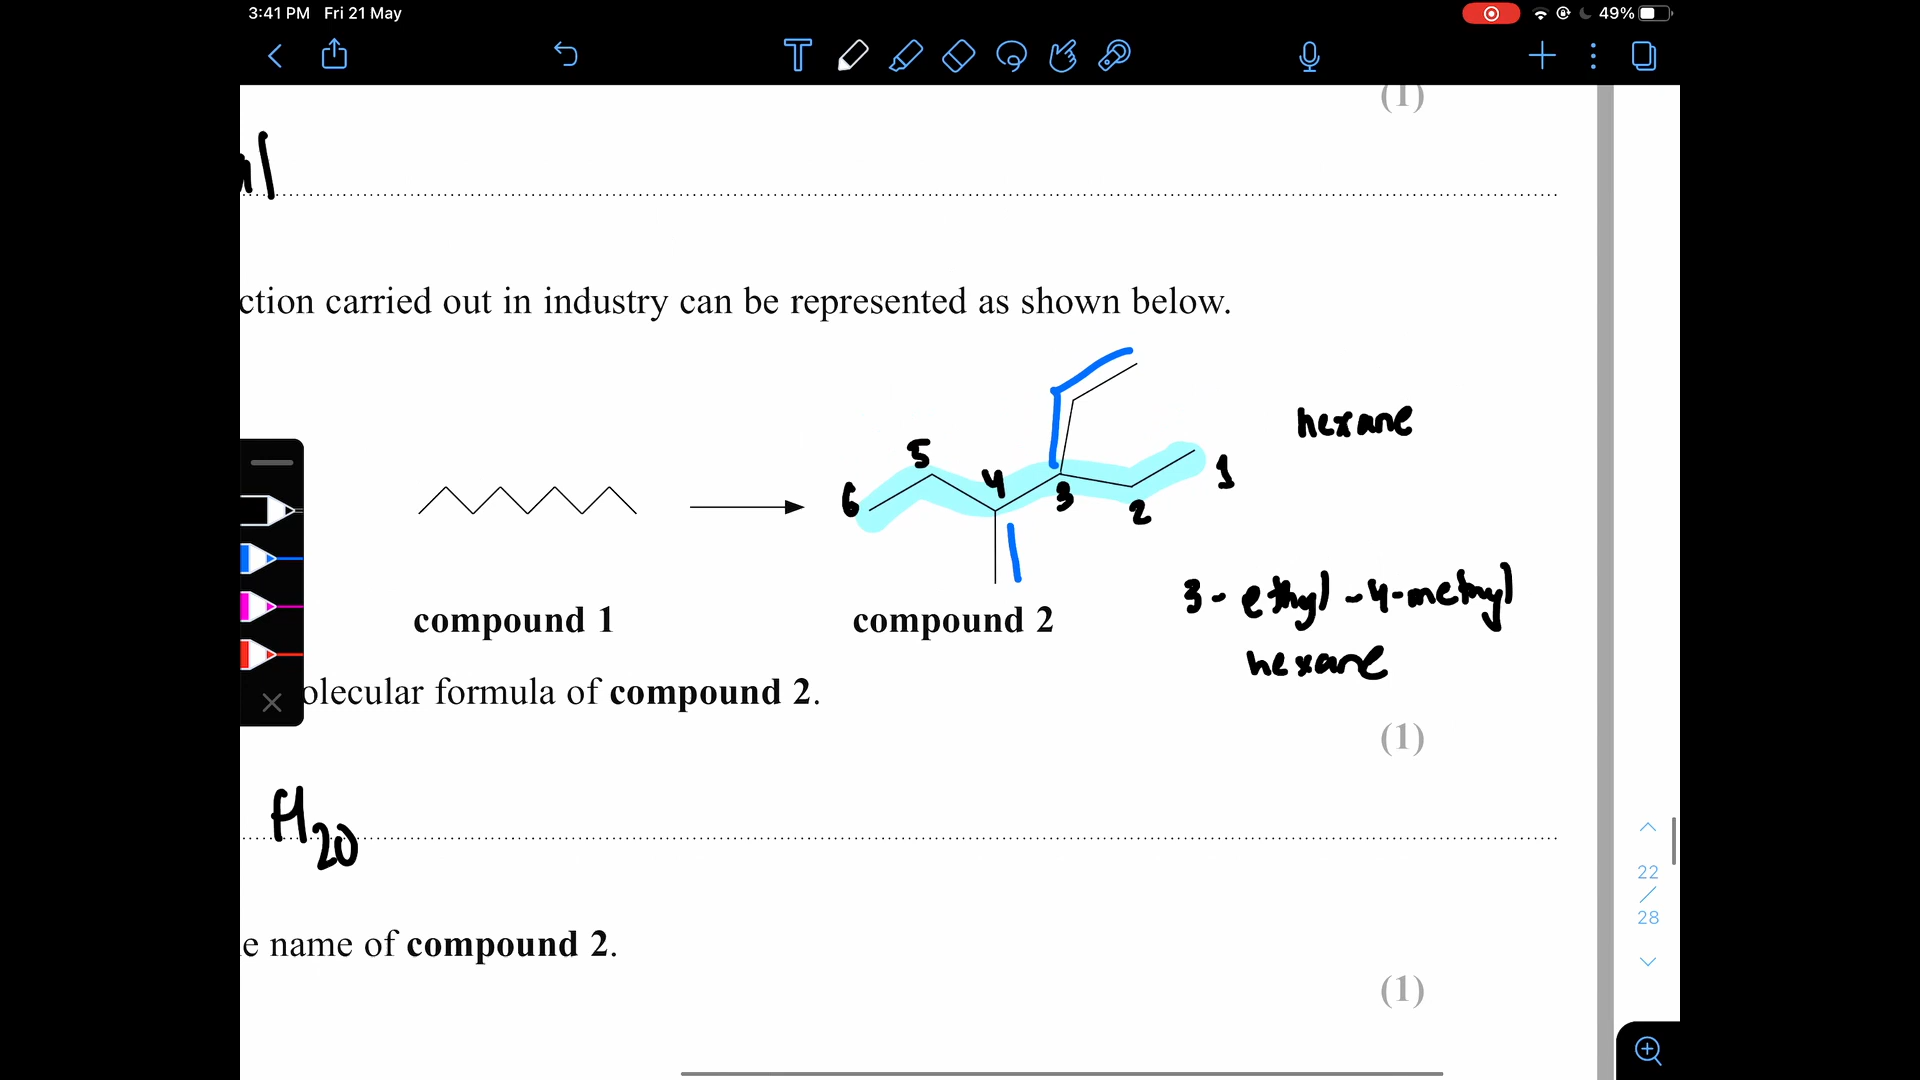 3:41 PM Fri 21 May 49%
(1)
al
ction carried out in industry can be represented as shown below.
hexane
5
4
6
3
1
2
3- ethyl -4-methyl
hexane
compound 1
compound 2
olecular formula of compound 2.
(1)
H20
22
28
e name of compound 2.
(1)